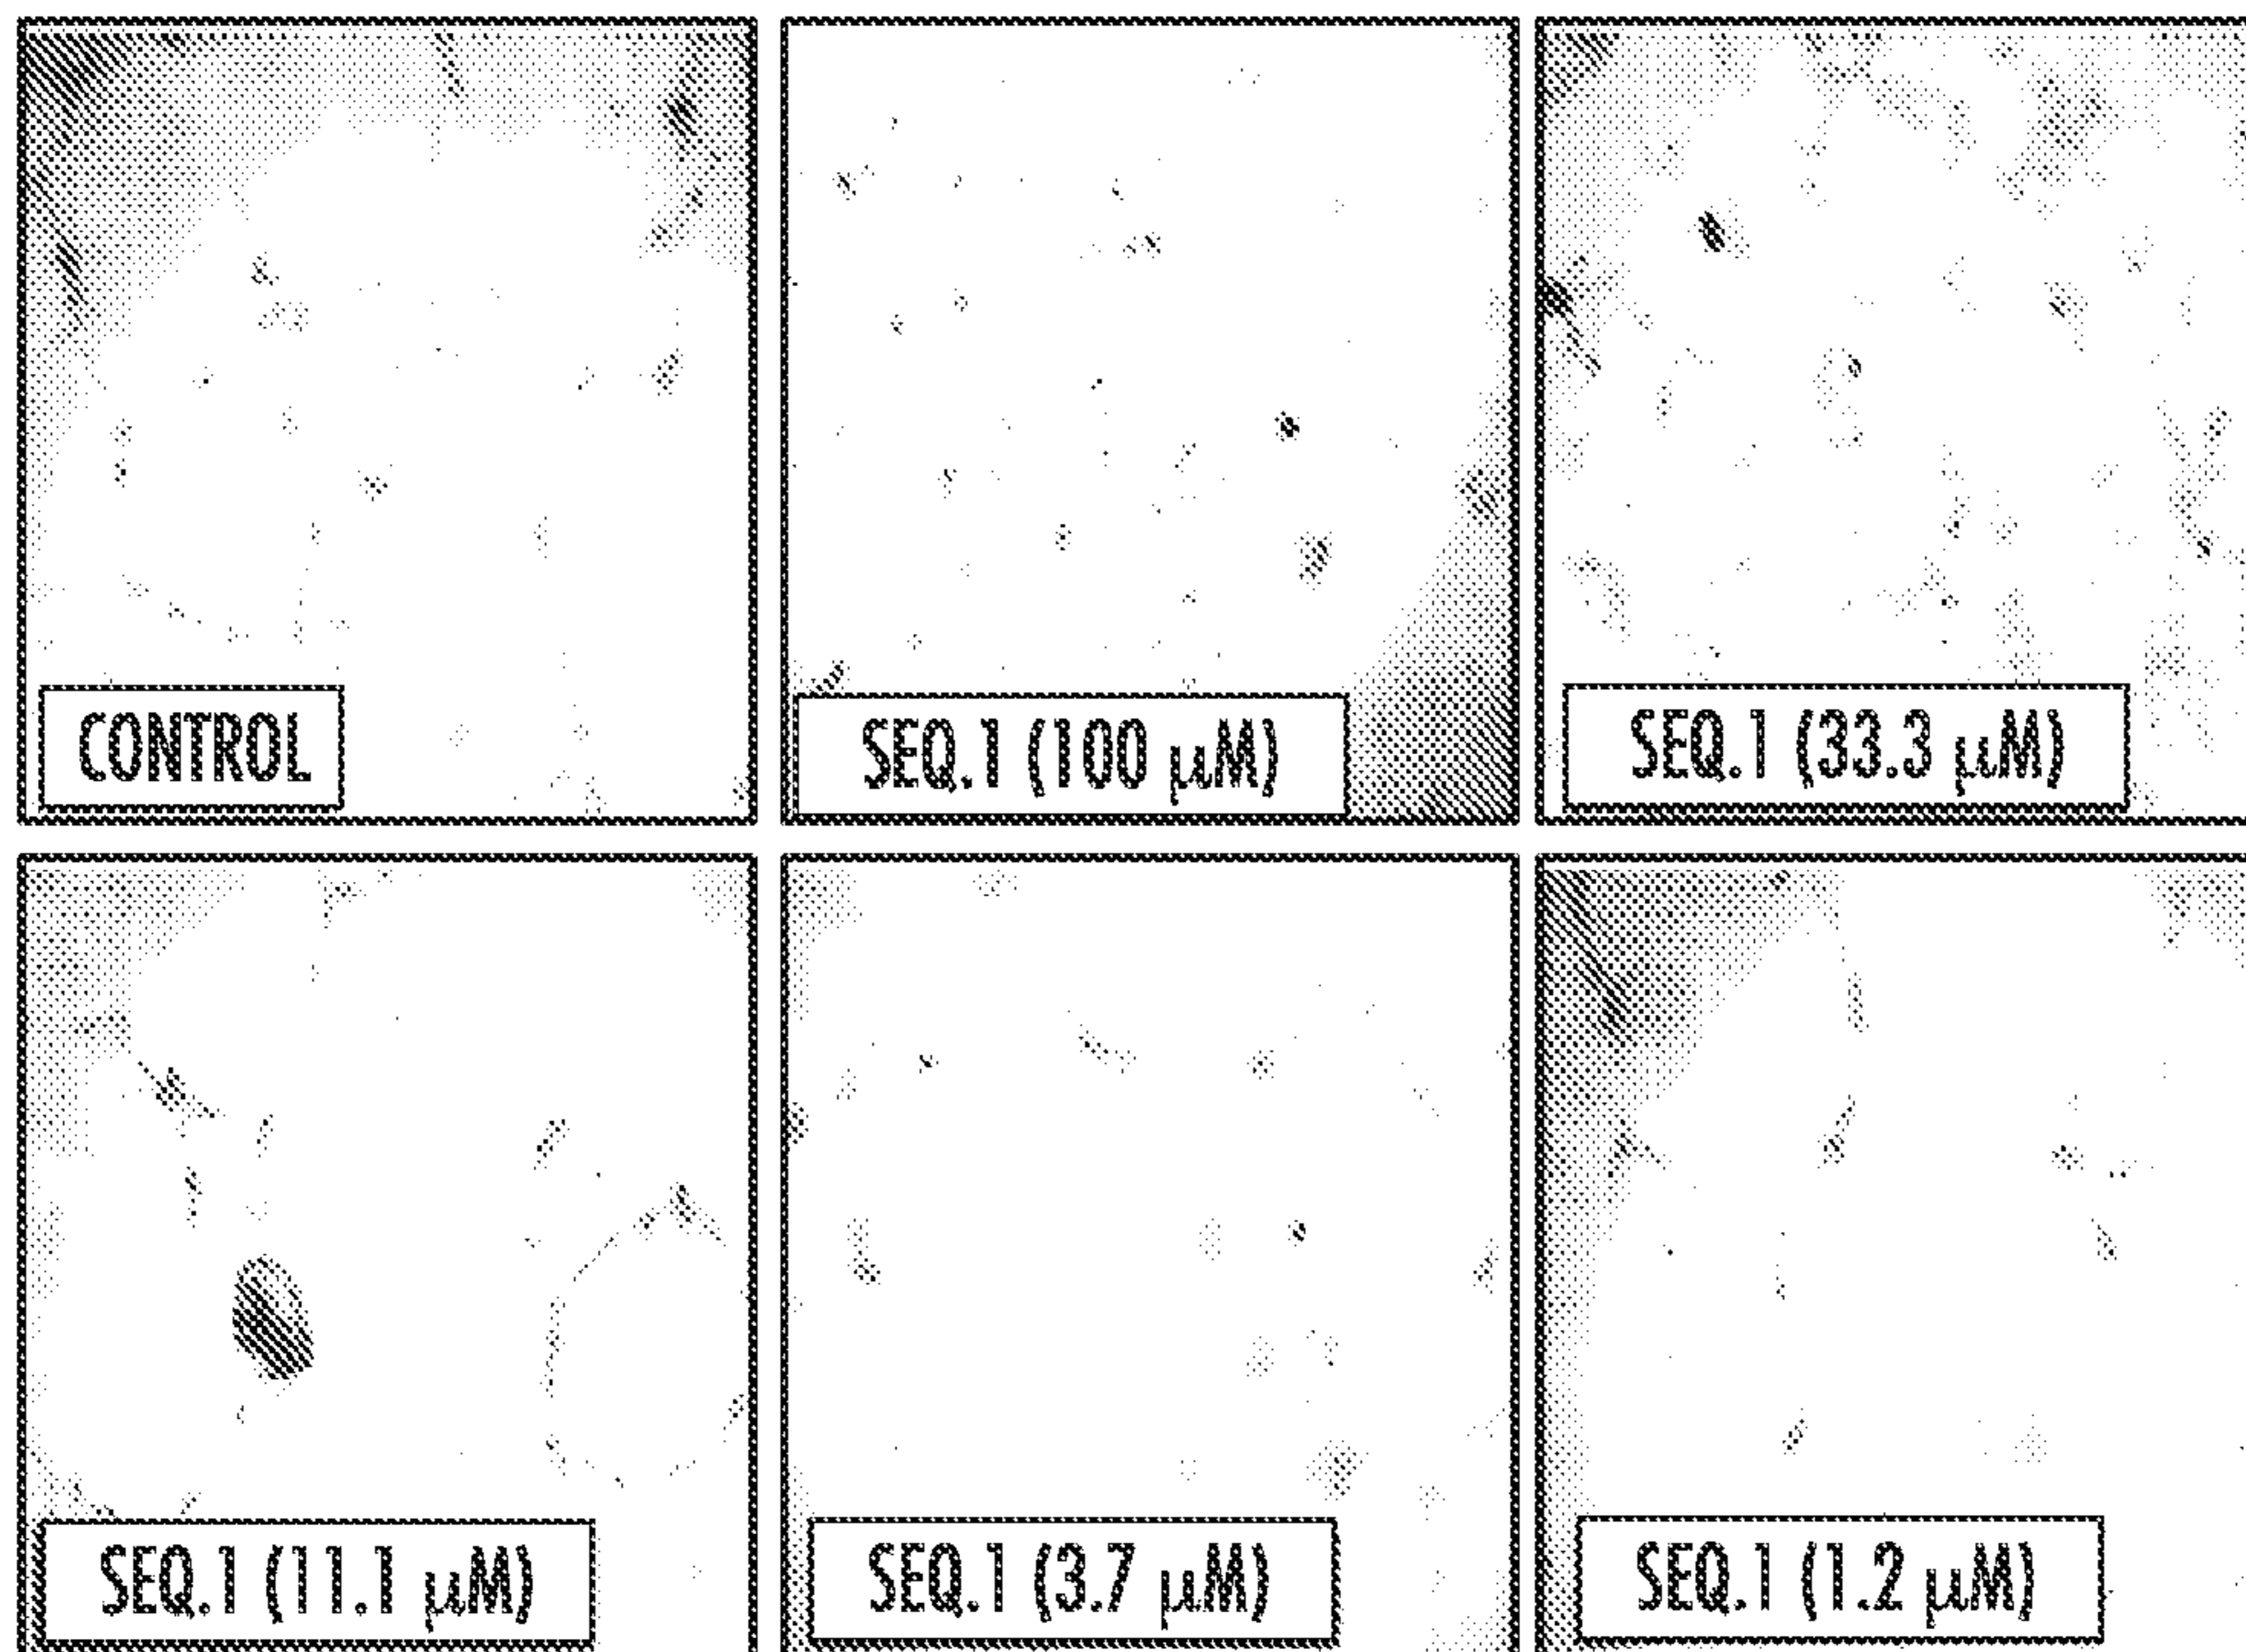 CONTROL
SEQ.1 (100 μM)
SEQ.1 (33.3 μM)
SEQ.1 (11.1 μM)
SEQ.1 (3.7 μM)
SEQ.1 (1.2 μM)